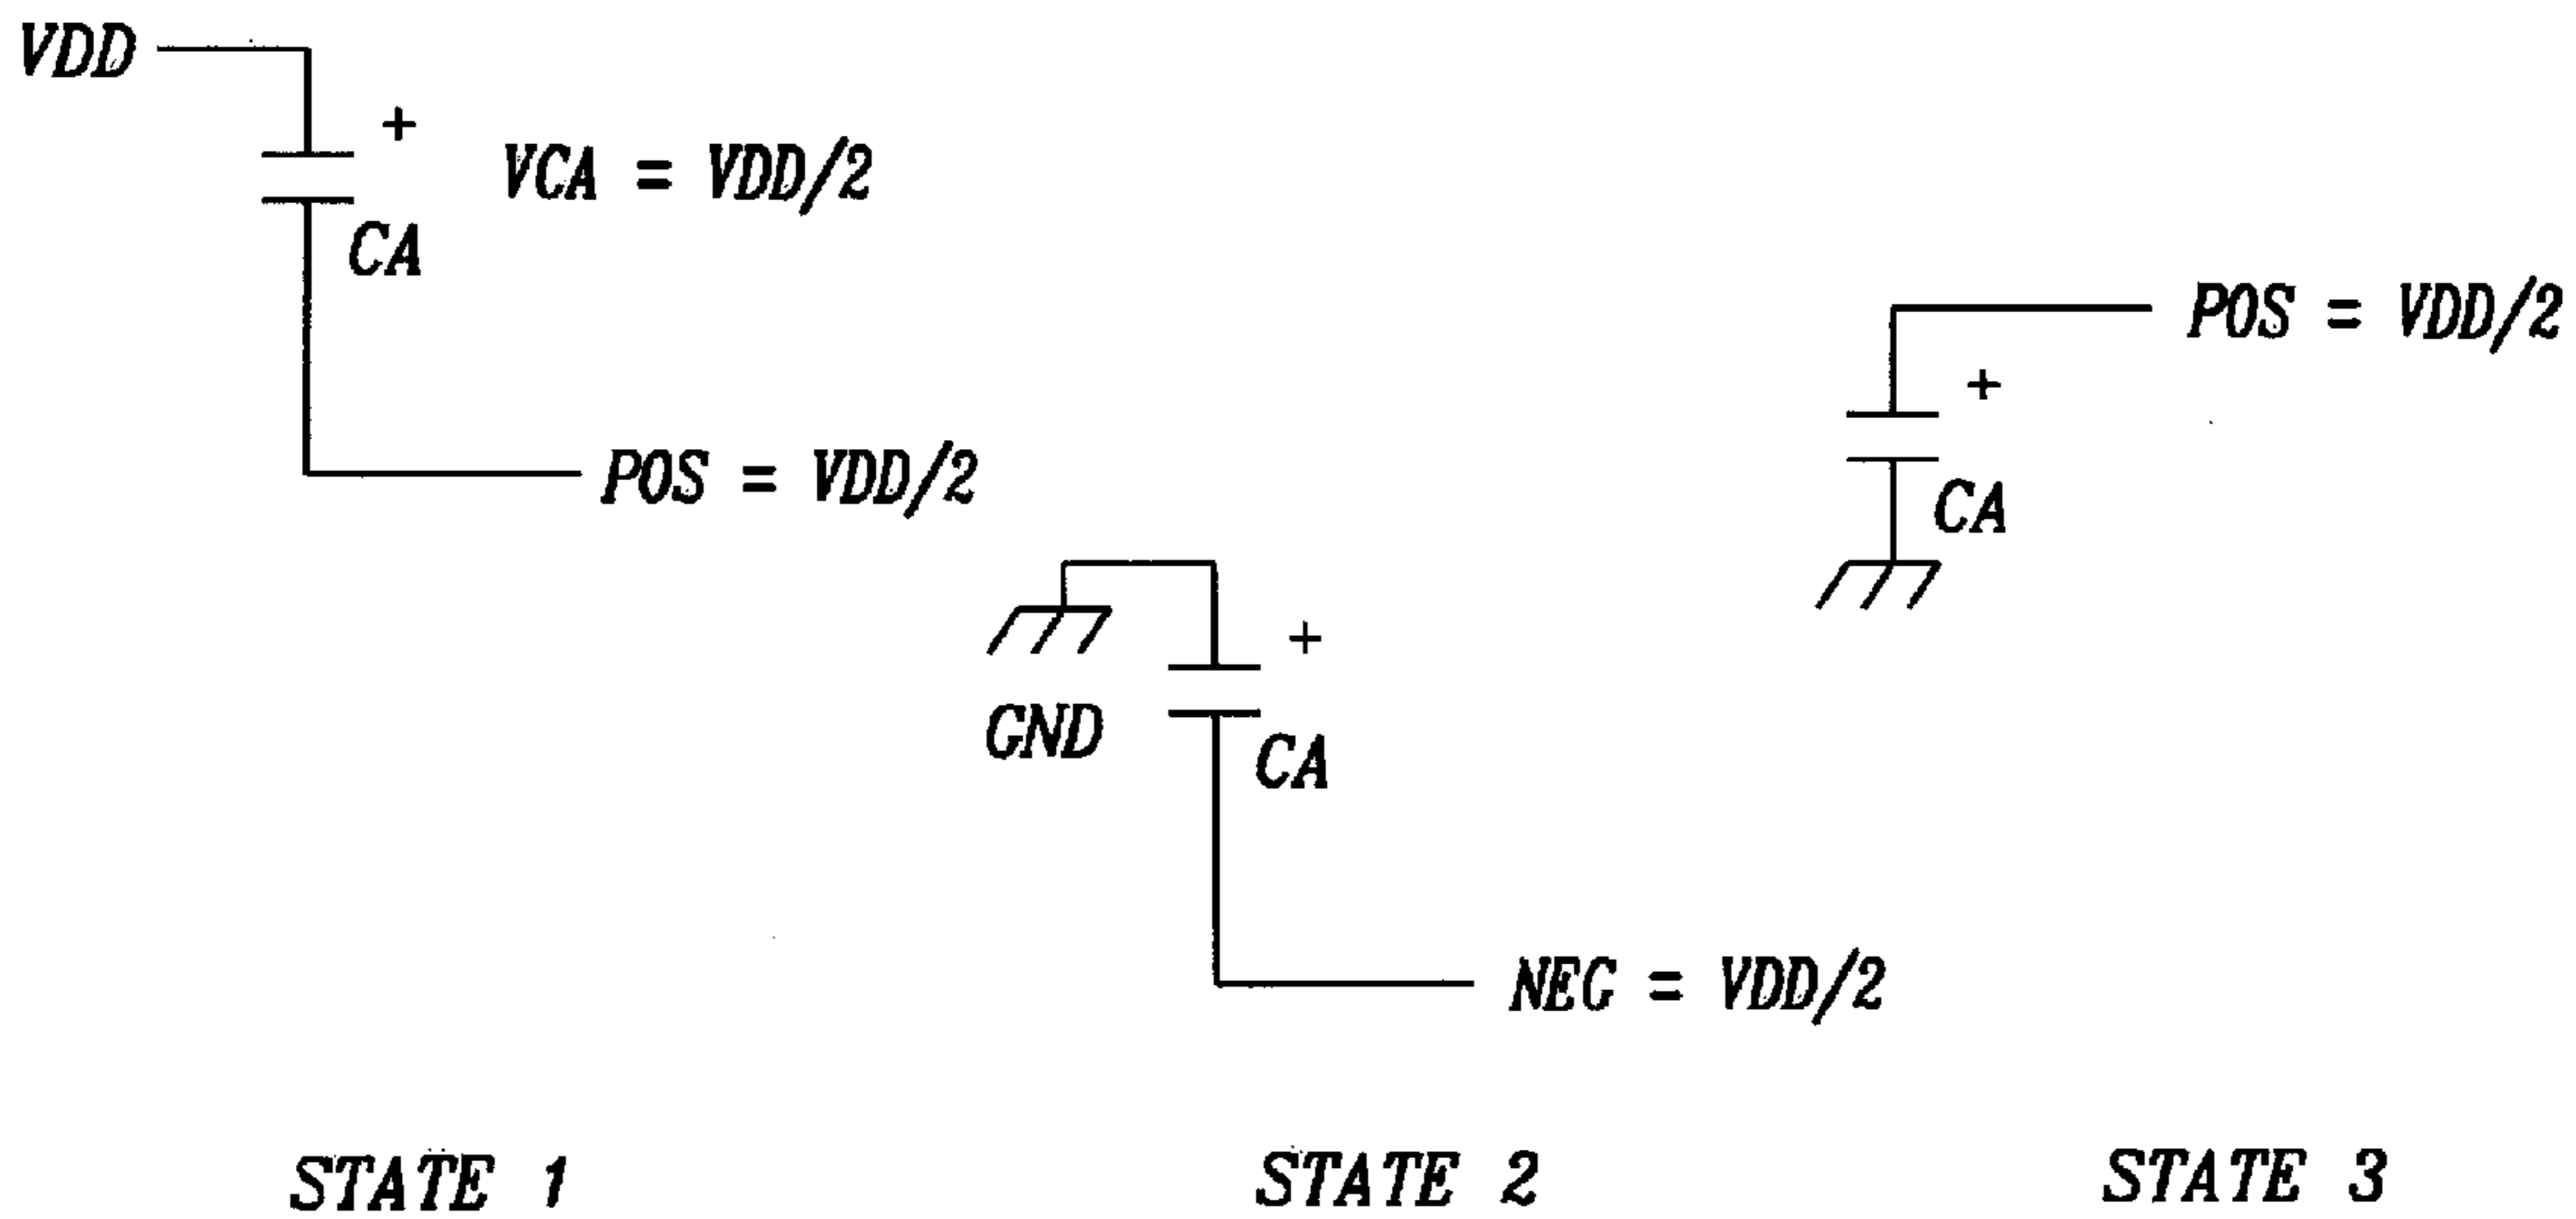 VDD
+
VCA = VDD/2
CA
POS = VDD/2
GND
+
CA
NEG = VDD/2
POS = VDD/2
+
CA
STATE 1
STATE 2
STATE 3